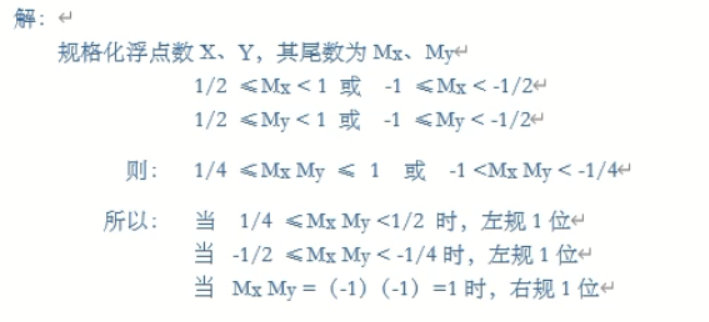 解：↵
规格化浮点数 X、Y，其尾数为 Mx、My↵
1/2 ≤Mx < 1 或 -1 ≤Mx < -1/2↵
1/2 ≤My < 1 或 -1 ≤My < -1/2↵
则： 1/4 ≤Mx My ≤ 1 或 -1 <Mx My < -1/4↵
所以： 当 1/4 ≤Mx My <1/2 时，左规 1 位↵
当 -1/2 ≤Mx My < -1/4 时，左规 1 位↵
当 Mx My =（-1）（-1）=1 时，右规 1 位↵